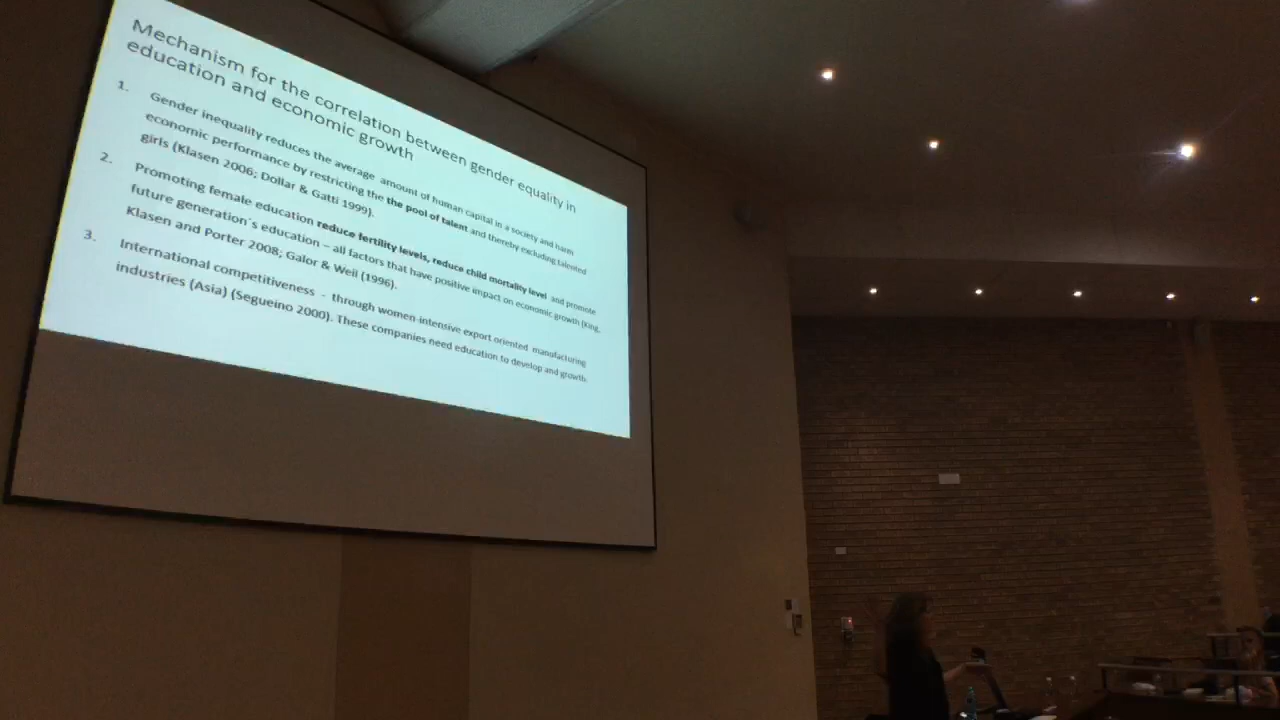 Mechanism for the correlation between gender equality in
education and economic growth
1. Gender inequality reduces the average amount of human capital in a society and harm
economic performance by restricting the the pool of talent and thereby excluding talented
girls (Klasen 2006; Dollar & Gatti 1999).
2. Promoting female education reduce fertility levels, reduce child mortality level and promote
future generation´s education – all factors that have positive impact on economic growth (King,
Klasen and Porter 2008; Galor & Weil (1996).
3. International competitiveness - through women-intensive export oriented manufacturing
industries (Asia) (Segueino 2000). These companies need education to develop and growth